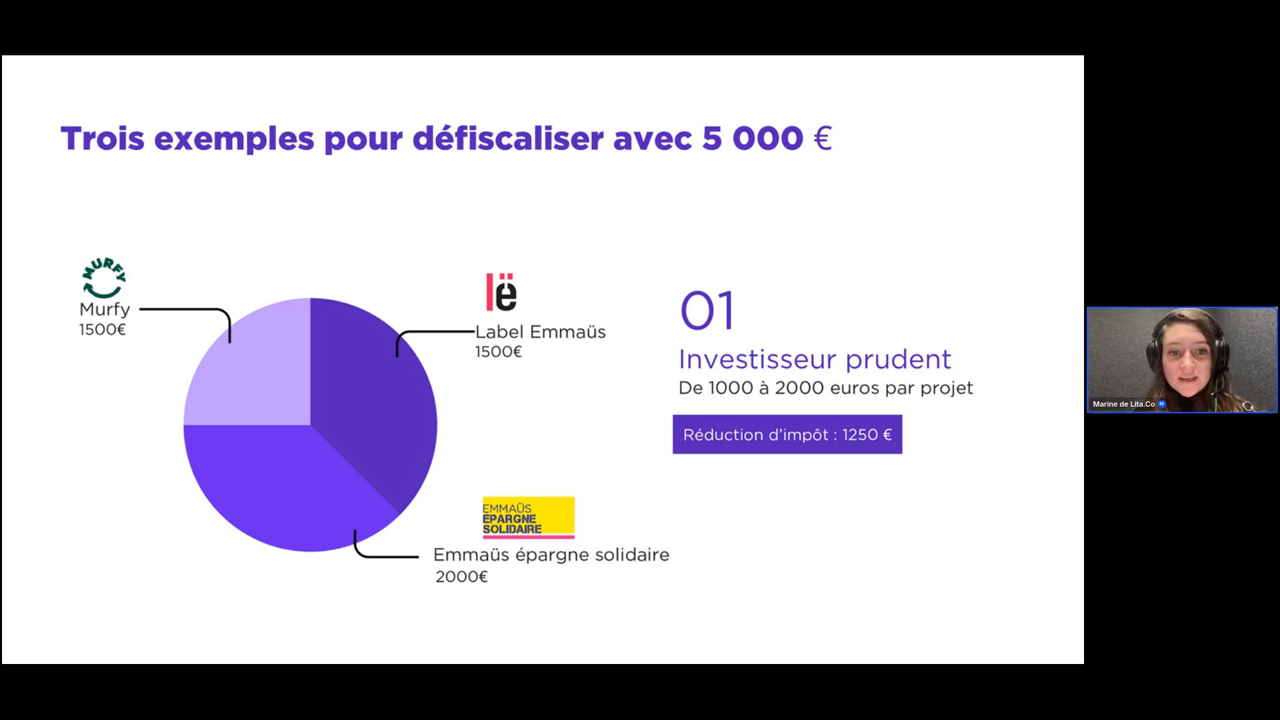 Trois exemples pour défiscaliser avec 5 000 €
MURFY
Murfy
1500€
lë
Label Emmaüs
1500€
EMMAÜS
ÉPARGNE
SOLIDAIRE
Emmaüs épargne solidaire
2000€
01
Investisseur prudent
De 1000 à 2000 euros par projet
Réduction d'impôt : 1250 €
Marine de Lita.Co